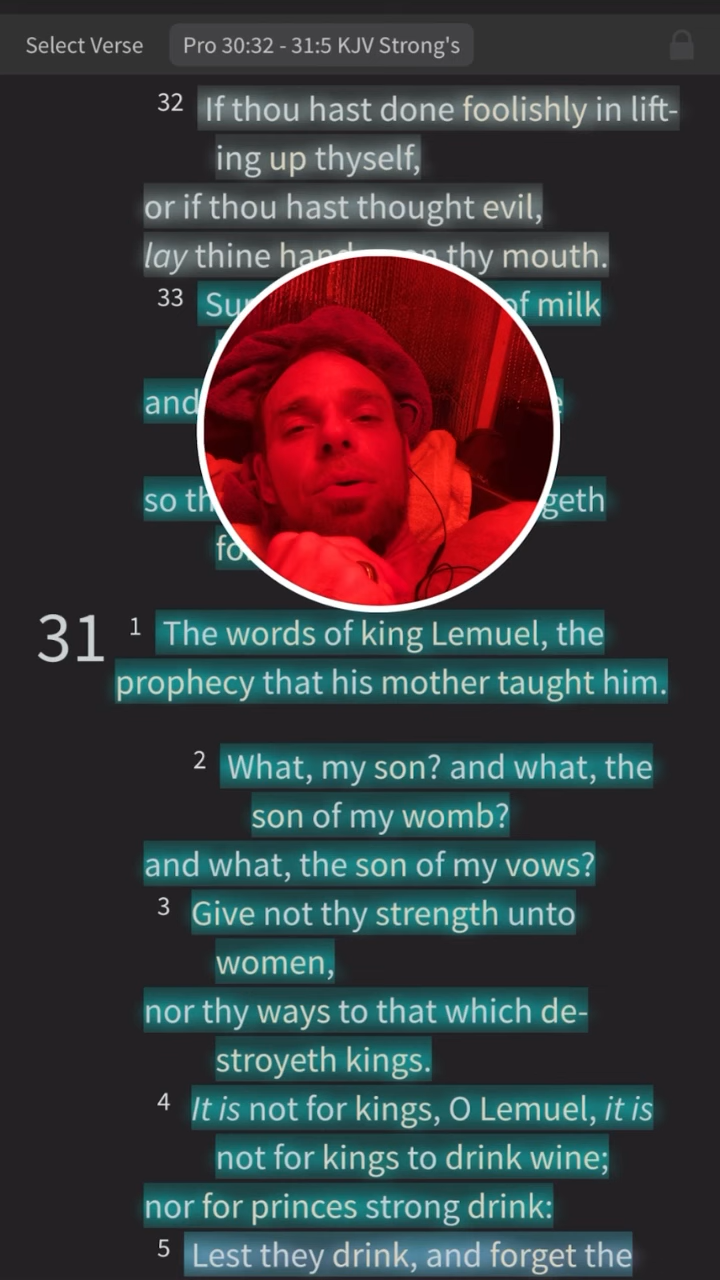 Select Verse Pro 30:32 - 31:5 KJV Strong's
32 If thou hast done foolishly in lift-
ing up thyself,
or if thou hast thought evil,
lay thine thy mouth.
33 of milk
and
so geth
31 1 The words of king Lemuel, the
prophecy that his mother taught him.
2 What, my son? and what, the
son of my womb?
and what, the son of my vows?
3 Give not thy strength unto
women,
nor thy ways to that which de-
stroyeth kings.
4 It is not for kings, O Lemuel, it is
not for kings to drink wine;
nor for princes strong drink:
5 Lest they drink, and forget the